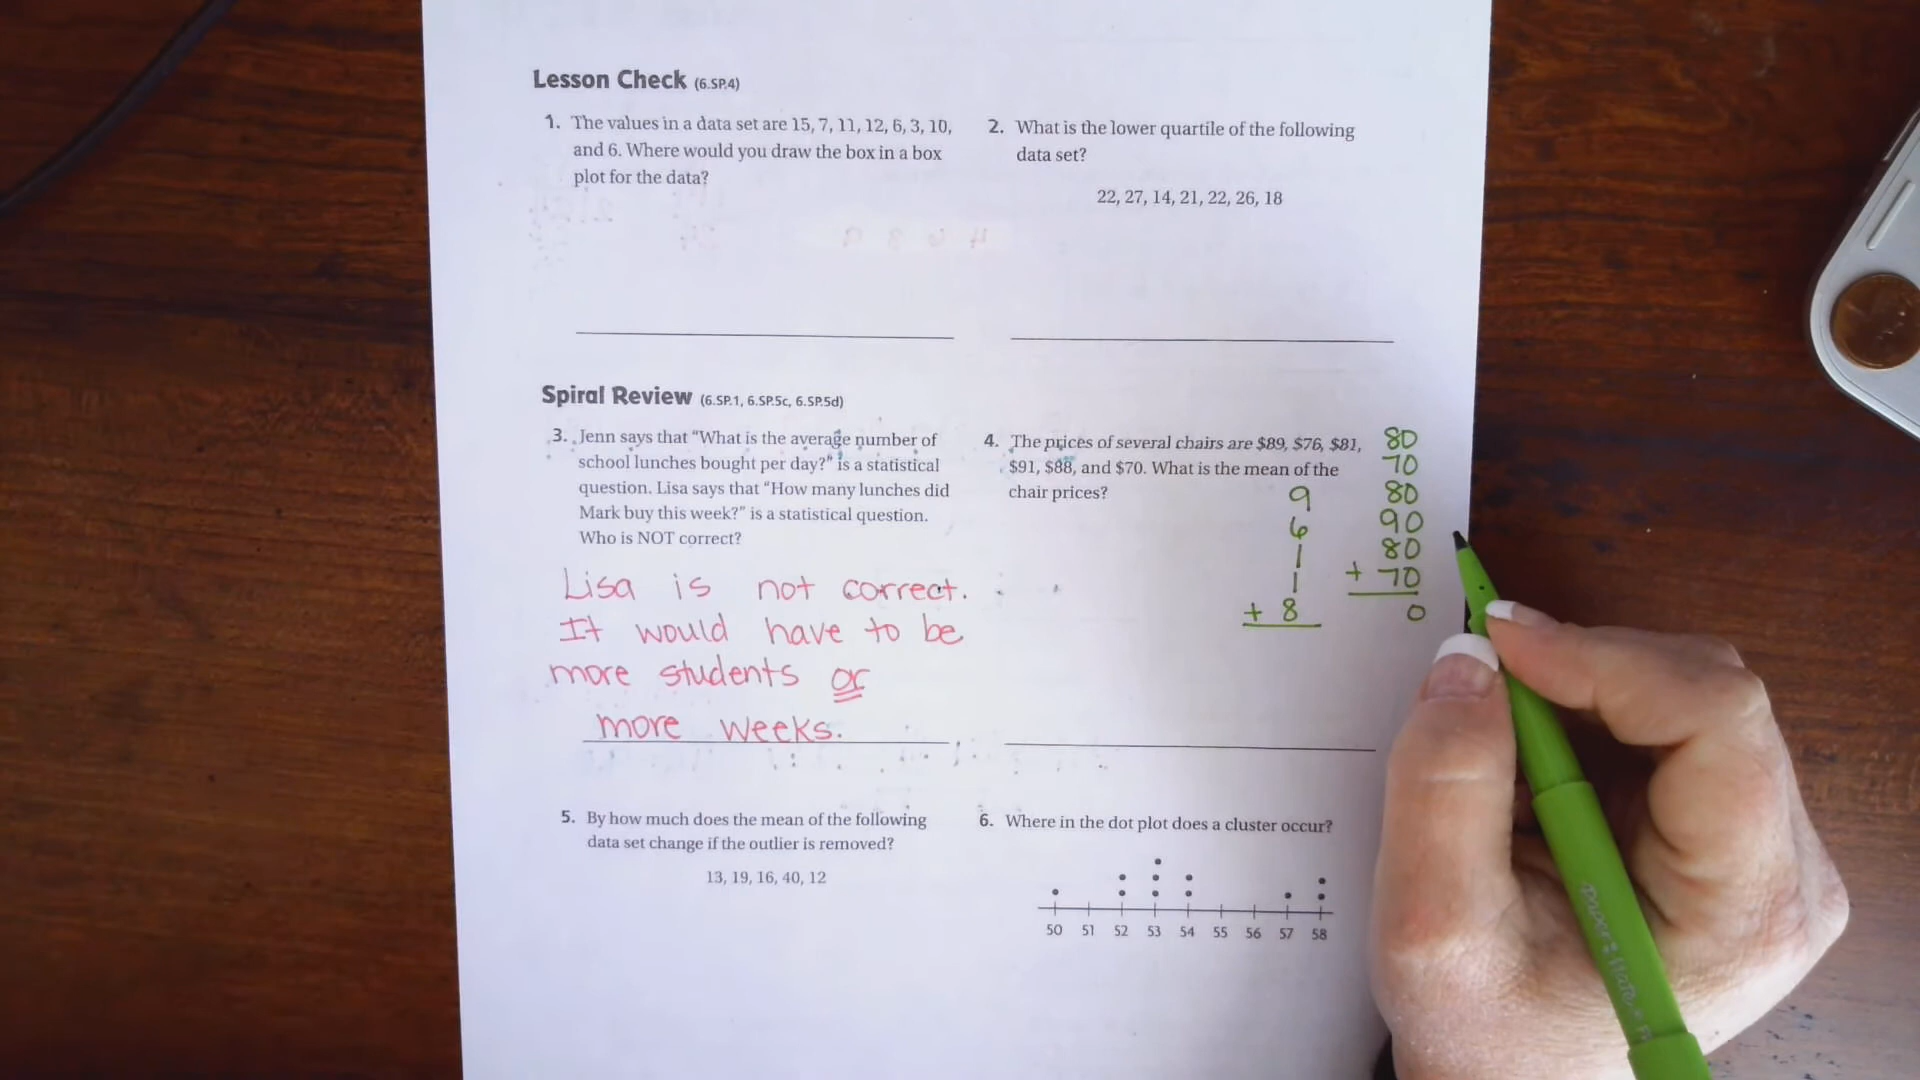 Lesson Check (6.SP.4)
1. The values in a data set are 15, 7, 11, 12, 6, 3, 10,
and 6. Where would you draw the box in a box
plot for the data?
2. What is the lower quartile of the following
data set?
22, 27, 14, 21, 22, 26, 18
Spiral Review (6.SP.1, 6.SP.5c, 6.SP.5d)
3. Jenn says that “What is the average number of
school lunches bought per day?” is a statistical
question. Lisa says that “How many lunches did
Mark buy this week?” is a statistical question.
Who is NOT correct?
Lisa is not correct.
It would have to be
more students or
more weeks.
4. The prices of several chairs are $89, $76, $81,
$91, $88, and $70. What is the mean of the
chair prices?
9
6
1
1
+ 8
80
70
80
90
80
+ 70
0
5. By how much does the mean of the following
data set change if the outlier is removed?
13, 19, 16, 40, 12
6. Where in the dot plot does a cluster occur?
50 51 52 53 54 55 56 57 58